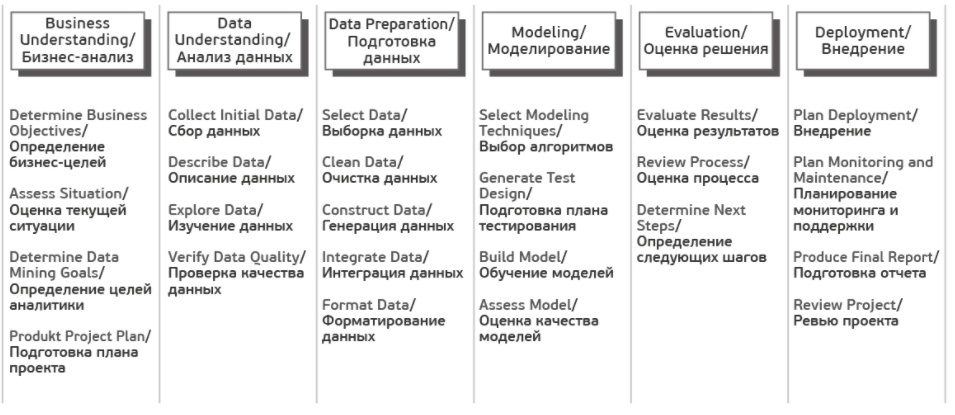 Business
Understanding/
Бизнес-анализ
Determine Business
Objectives/
Определение
бизнес-целей
Assess Situation/
Оценка текущей
ситуации
Determine Data
Mining Goals/
Определение целей
аналитики
Produkt Project Plan/
Подготовка плана
проекта
Data
Understanding/
Анализ данных
Collect Initial Data/
Сбор данных
Describe Data/
Описание данных
Explore Data/
Изучение данных
Verify Data Quality/
Проверка качества
данных
Data Preparation/
Подготовка
данных
Select Data/
Выборка данных
Clean Data/
Очистка данных
Construct Data/
Генерация данных
Integrate Data/
Интеграция данных
Format Data/
Форматирование
данных
Modeling/
Моделирование
Select Modeling
Techniques/
Выбор алгоритмов
Generate Test
Design/
Подготовка плана
тестирования
Build Model/
Обучение моделей
Assess Model/
Оценка качества
моделей
Evaluation/
Оценка решения
Evaluate Results/
Оценка результатов
Review Process/
Оценка процесса
Determine Next
Steps/
Определение
следующих шагов
Deployment/
Внедрение
Plan Deployment/
Внедрение
Plan Monitoring and
Maintenance/
Планирование
мониторинга и
поддержки
Produce Final Report/
Подготовка отчета
Review Project/
Ревью проекта